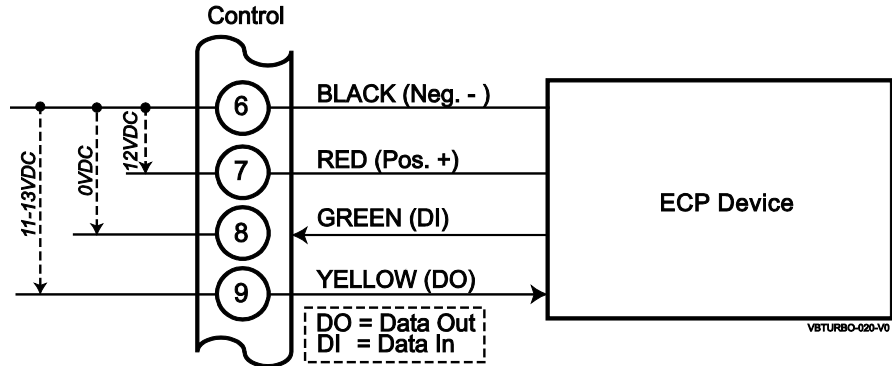 Control
6
BLACK (Neg. - )
12VDC
0VDC
11-13VDC
7
RED (Pos. +)
8
GREEN (DI)
ECP Device
9
YELLOW (DO)
DO = Data Out
DI = Data In
VBTURBO-020-V0